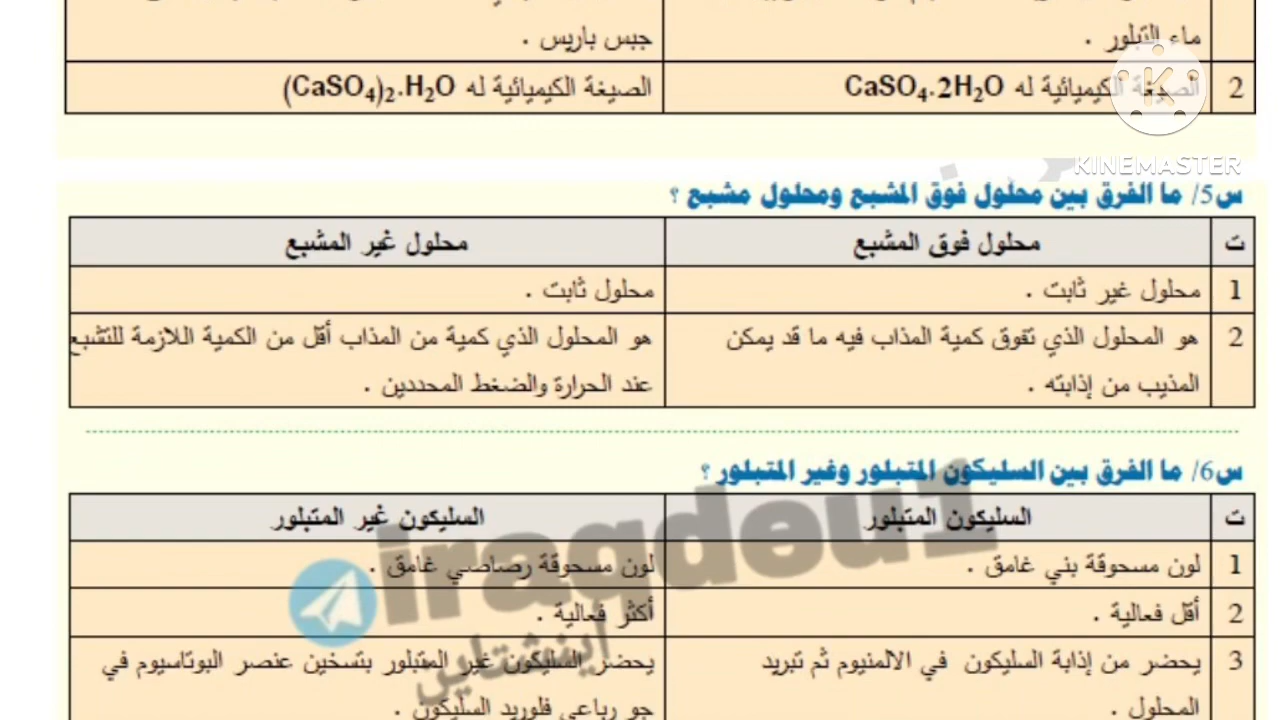 ماء التبلور .
جبس باريس .
2 الصيغة الكيميائية له CaSO₄.2H₂O
الصيغة الكيميائية له (CaSO₄)₂.H₂O
KINEMASTER
س5/ ما الفرق بين محلول فوق المشبع ومحلول مشبع ؟
ت محلول فوق المشبع محلول غير المشبع
1 محلول غير ثابت . محلول ثابت .
2 هو المحلول الذي تفوق كمية المذاب فيه ما قد يمكن
المذيب من إذابته .
هو المحلول الذي كمية من المذاب أقل من الكمية اللازمة للتشبع
عند الحرارة والضغط المحددين .
س6/ ما الفرق بين السليكون المتبلور وغير المتبلور ؟
ت السليكون المتبلور السليكون غير المتبلور
1 لون مسحوقة بني غامق . لون مسحوقة رصاصي غامق .
2 أقل فعالية . أكثر فعالية .
3 يحضر من إذابة السليكون في الالمنيوم ثم تبريد
المحلول .
يحضر السليكون غير المتبلور بتسخين عنصر البوتاسيوم في
جو رباعي فلوريد السليكون .
iraqdeu1
اينشتاين